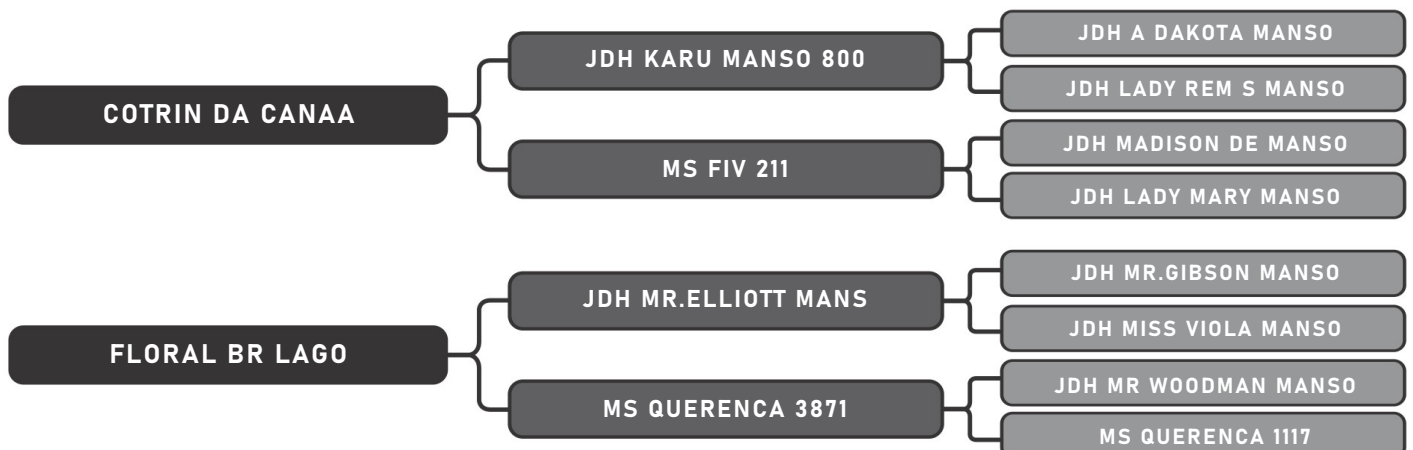 COTRIN DA CANAA
JDH KARU MANSO 800
JDH A DAKOTA MANSO
JDH LADY REM S MANSO
MS FIV 211
JDH MADISON DE MANSO
JDH LADY MARY MANSO
FLORAL BR LAGO
JDH MR.ELLIOTT MANS
JDH MR.GIBSON MANSO
JDH MISS VIOLA MANSO
MS QUERENCA 3871
JDH MR WOODMAN MANSO
MS QUERENCA 1117